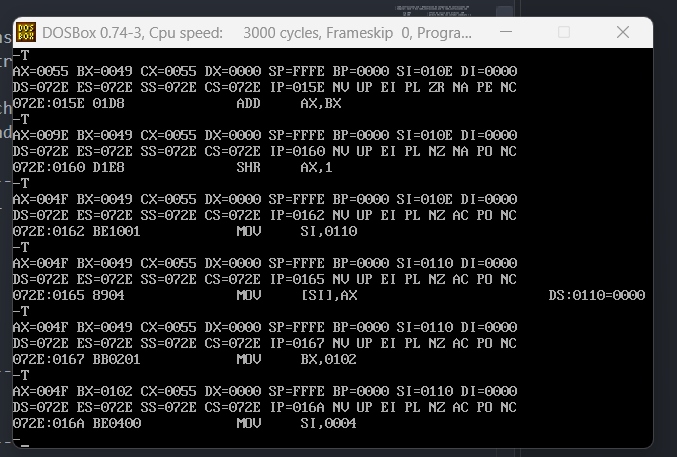 DOSBox 0.74-3, Cpu speed: 3000 cycles, Frameskip 0, Progra...
-T
AX=0055 BX=0049 CX=0055 DX=0000 SP=FFFE BP=0000 SI=010E DI=0000
DS=072E ES=072E SS=072E CS=072E IP=015E NV UP EI PL ZR NA PE NC
072E:015E 01D8 ADD AX,BX
-T
AX=009E BX=0049 CX=0055 DX=0000 SP=FFFE BP=0000 SI=010E DI=0000
DS=072E ES=072E SS=072E CS=072E IP=0160 NV UP EI PL NZ NA PO NC
072E:0160 D1E8 SHR AX,1
-T
AX=004F BX=0049 CX=0055 DX=0000 SP=FFFE BP=0000 SI=010E DI=0000
DS=072E ES=072E SS=072E CS=072E IP=0162 NV UP EI PL NZ AC PO NC
072E:0162 BE1001 MOV SI,0110
-T
AX=004F BX=0049 CX=0055 DX=0000 SP=FFFE BP=0000 SI=0110 DI=0000
DS=072E ES=072E SS=072E CS=072E IP=0165 NV UP EI PL NZ AC PO NC
072E:0165 8904 MOV [SI],AX DS:0110=0000
-T
AX=004F BX=0049 CX=0055 DX=0000 SP=FFFE BP=0000 SI=0110 DI=0000
DS=072E ES=072E SS=072E CS=072E IP=0167 NV UP EI PL NZ AC PO NC
072E:0167 BB0201 MOV BX,0102
-T
AX=004F BX=0102 CX=0055 DX=0000 SP=FFFE BP=0000 SI=0110 DI=0000
DS=072E ES=072E SS=072E CS=072E IP=016A NV UP EI PL NZ AC PO NC
072E:016A BE0400 MOV SI,0004
-_